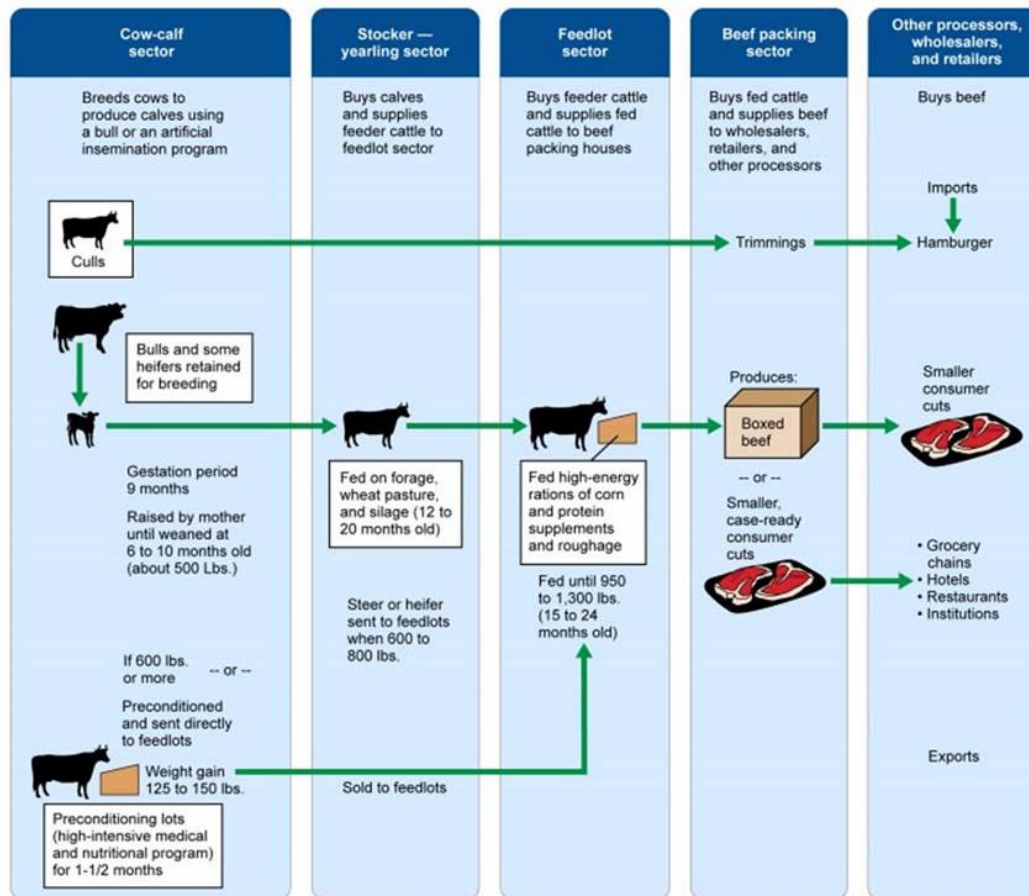 Cow-calf
sector
Breeds cows to
produce calves using
a bull or an artificial
insemination program
Culls
Bulls and some
heifers retained
for breeding
Gestation period
9 months
Raised by mother
until weaned at
6 to 10 months old
(about 500 Lbs.)
If 600 lbs.
or more
-- or --
Preconditioned
and sent directly
to feedlots
Weight gain
125 to 150 lbs.
Preconditioning lots
(high-intensive medical
and nutritional program)
for 1-1/2 months
Stocker —
yearling sector
Buys calves
and supplies
feeder cattle to
feedlot sector
Fed on forage,
wheat pasture,
and silage (12 to
20 months old)
Steer or heifer
sent to feedlots
when 600 to
800 lbs.
Sold to feedlots
Feedlot
sector
Buys feeder cattle
and supplies fed
cattle to beef
packing houses
Fed high-energy
rations of corn
and protein
supplements
and roughage
Fed until 950
to 1,300 lbs.
(15 to 24
months old)
Beef packing
sector
Buys fed cattle
and supplies beef
to wholesalers,
retailers, and
other processors
Trimmings
Produces:
Boxed
beef
-- or --
Smaller,
case-ready
consumer
cuts
Other processors,
wholesalers,
and retailers
Buys beef
Imports
Hamburger
Smaller
consumer
cuts
• Grocery
chains
• Hotels
• Restaurants
• Institutions
Exports